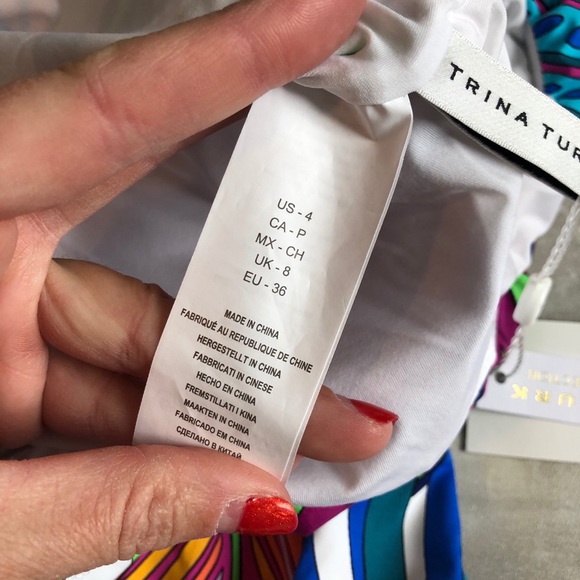 TRINA TUR
US - 4
CA - P
MX - CH
UK - 8
EU - 36
MADE IN CHINA
FABRIQUÉ AU REPUBLIQUE DE CHINE
HERGESTELLT IN CHINA
FABBRICATI IN CINESE
HECHO EN CHINA
FREMSTILLATI I KINA
MAAKTEN IN CHINA
FABRICADO EM CHINA
СДЕЛАНО В КИТАЙ
URK